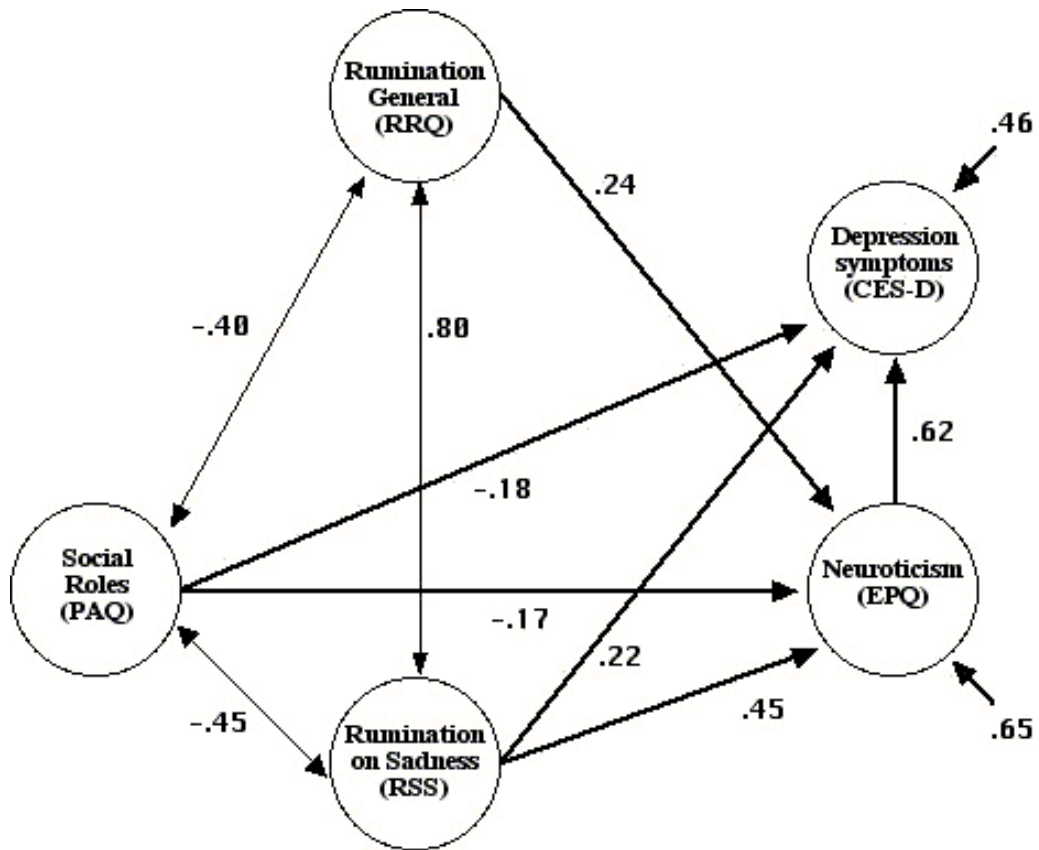 Rumination
General
(RRQ)
.46
.24
Depression
symptoms
(CES-D)
-.40
.80
.62
-.18
Social
Roles
(PAQ)
Neuroticism
(EPQ)
-.17
.22
-.45
.45
Rumination
on Sadness
(RSS)
.65